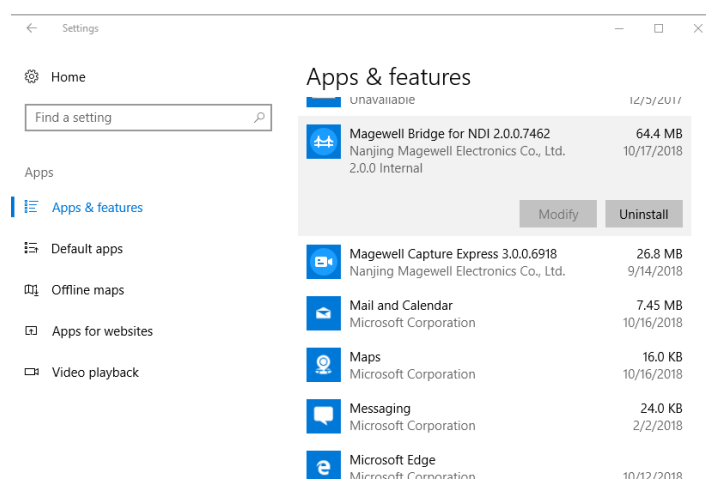 Settings
Home
Find a setting
Apps
Apps & features
Default apps
Offline maps
Apps for websites
Video playback
Apps & features
Unavailable 12/5/2017
Magewell Bridge for NDI 2.0.0.7462 64.4 MB
Nanjing Magewell Electronics Co., Ltd. 10/17/2018
2.0.0 Internal
Modify Uninstall
Magewell Capture Express 3.0.0.6918 26.8 MB
Nanjing Magewell Electronics Co., Ltd. 9/14/2018
Mail and Calendar 7.45 MB
Microsoft Corporation 10/16/2018
Maps 16.0 KB
Microsoft Corporation 10/16/2018
Messaging 24.0 KB
Microsoft Corporation 2/2/2018
Microsoft Edge
Microsoft Corporation 10/12/2018